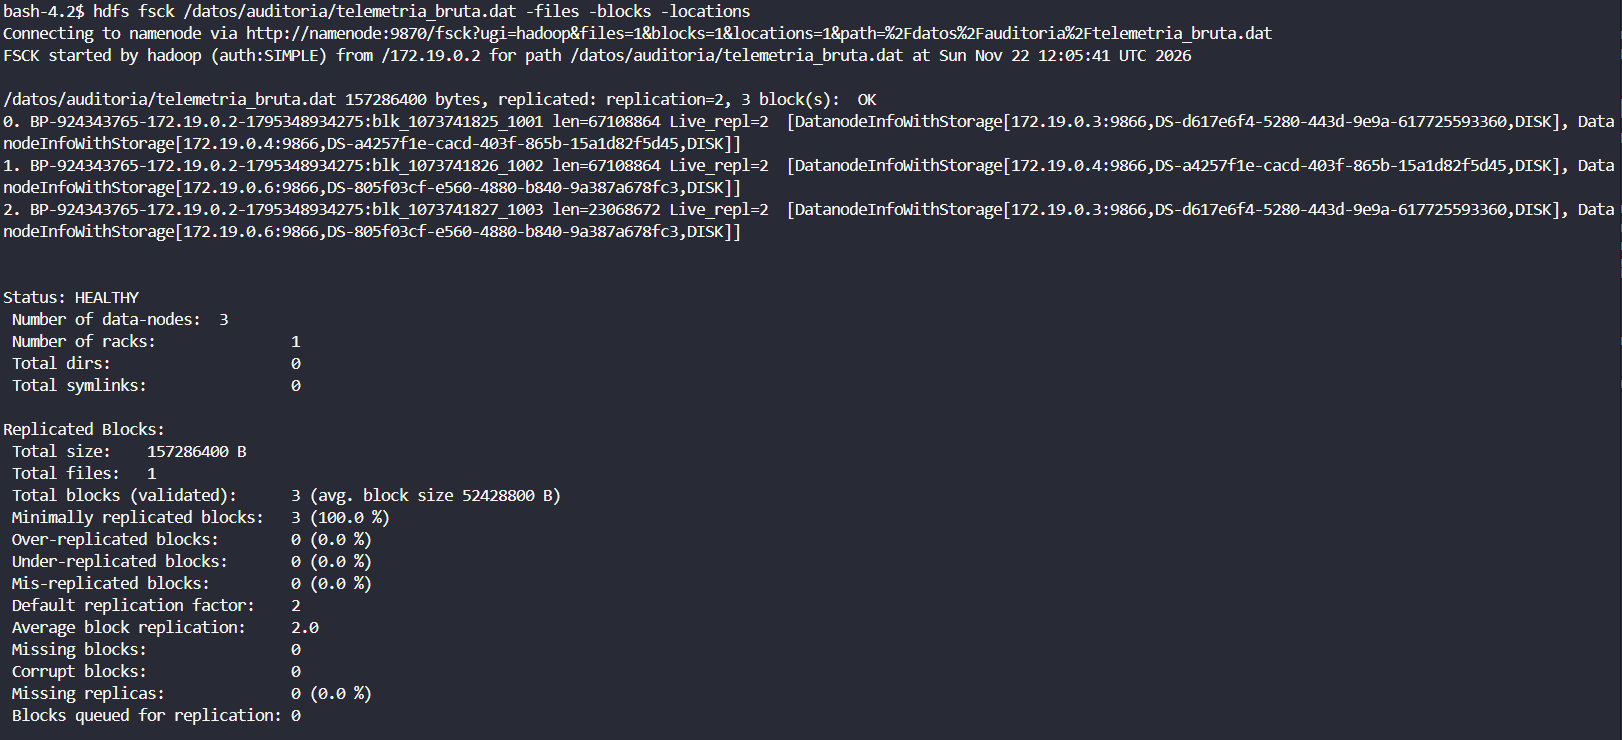 bash-4.2$ hdfs fsck /datos/auditoria/telemetria_bruta.dat -files -blocks -locations
Connecting to namenode via http://namenode:9870/fsck?ugi=hadoop&files=1&blocks=1&locations=1&path=%2Fdatos%2Fauditoria%2Ftelemetria_bruta.dat
FSCK started by hadoop (auth:SIMPLE) from /172.19.0.2 for path /datos/auditoria/telemetria_bruta.dat at Sun Nov 22 12:05:41 UTC 2026
/datos/auditoria/telemetria_bruta.dat 157286400 bytes, replicated: replication=2, 3 block(s):  OK
0. BP-924343765-172.19.0.2-1795348934275:blk_1073741825_1001 len=67108864 Live_repl=2  [DatanodeInfoWithStorage[172.19.0.3:9866,DS-d617e6f4-5280-443d-9e9a-617725593360,DISK], Data
nodeInfoWithStorage[172.19.0.4:9866,DS-a4257f1e-cacd-403f-865b-15a1d82f5d45,DISK]]
1. BP-924343765-172.19.0.2-1795348934275:blk_1073741826_1002 len=67108864 Live_repl=2  [DatanodeInfoWithStorage[172.19.0.4:9866,DS-a4257f1e-cacd-403f-865b-15a1d82f5d45,DISK], Data
nodeInfoWithStorage[172.19.0.6:9866,DS-805f03cf-e560-4880-b840-9a387a678fc3,DISK]]
2. BP-924343765-172.19.0.2-1795348934275:blk_1073741827_1003 len=23068672 Live_repl=2  [DatanodeInfoWithStorage[172.19.0.3:9866,DS-d617e6f4-5280-443d-9e9a-617725593360,DISK], Data
nodeInfoWithStorage[172.19.0.6:9866,DS-805f03cf-e560-4880-b840-9a387a678fc3,DISK]]
Status: HEALTHY
Number of data-nodes:  3
Number of racks:               1
Total dirs:                    0
Total symlinks:                0
Replicated Blocks:
Total size:    157286400 B
Total files:   1
Total blocks (validated):      3 (avg. block size 52428800 B)
Minimally replicated blocks:   3 (100.0 %)
Over-replicated blocks:        0 (0.0 %)
Under-replicated blocks:       0 (0.0 %)
Mis-replicated blocks:         0 (0.0 %)
Default replication factor:    2
Average block replication:     2.0
Missing blocks:                0
Corrupt blocks:                0
Missing replicas:              0 (0.0 %)
Blocks queued for replication: 0